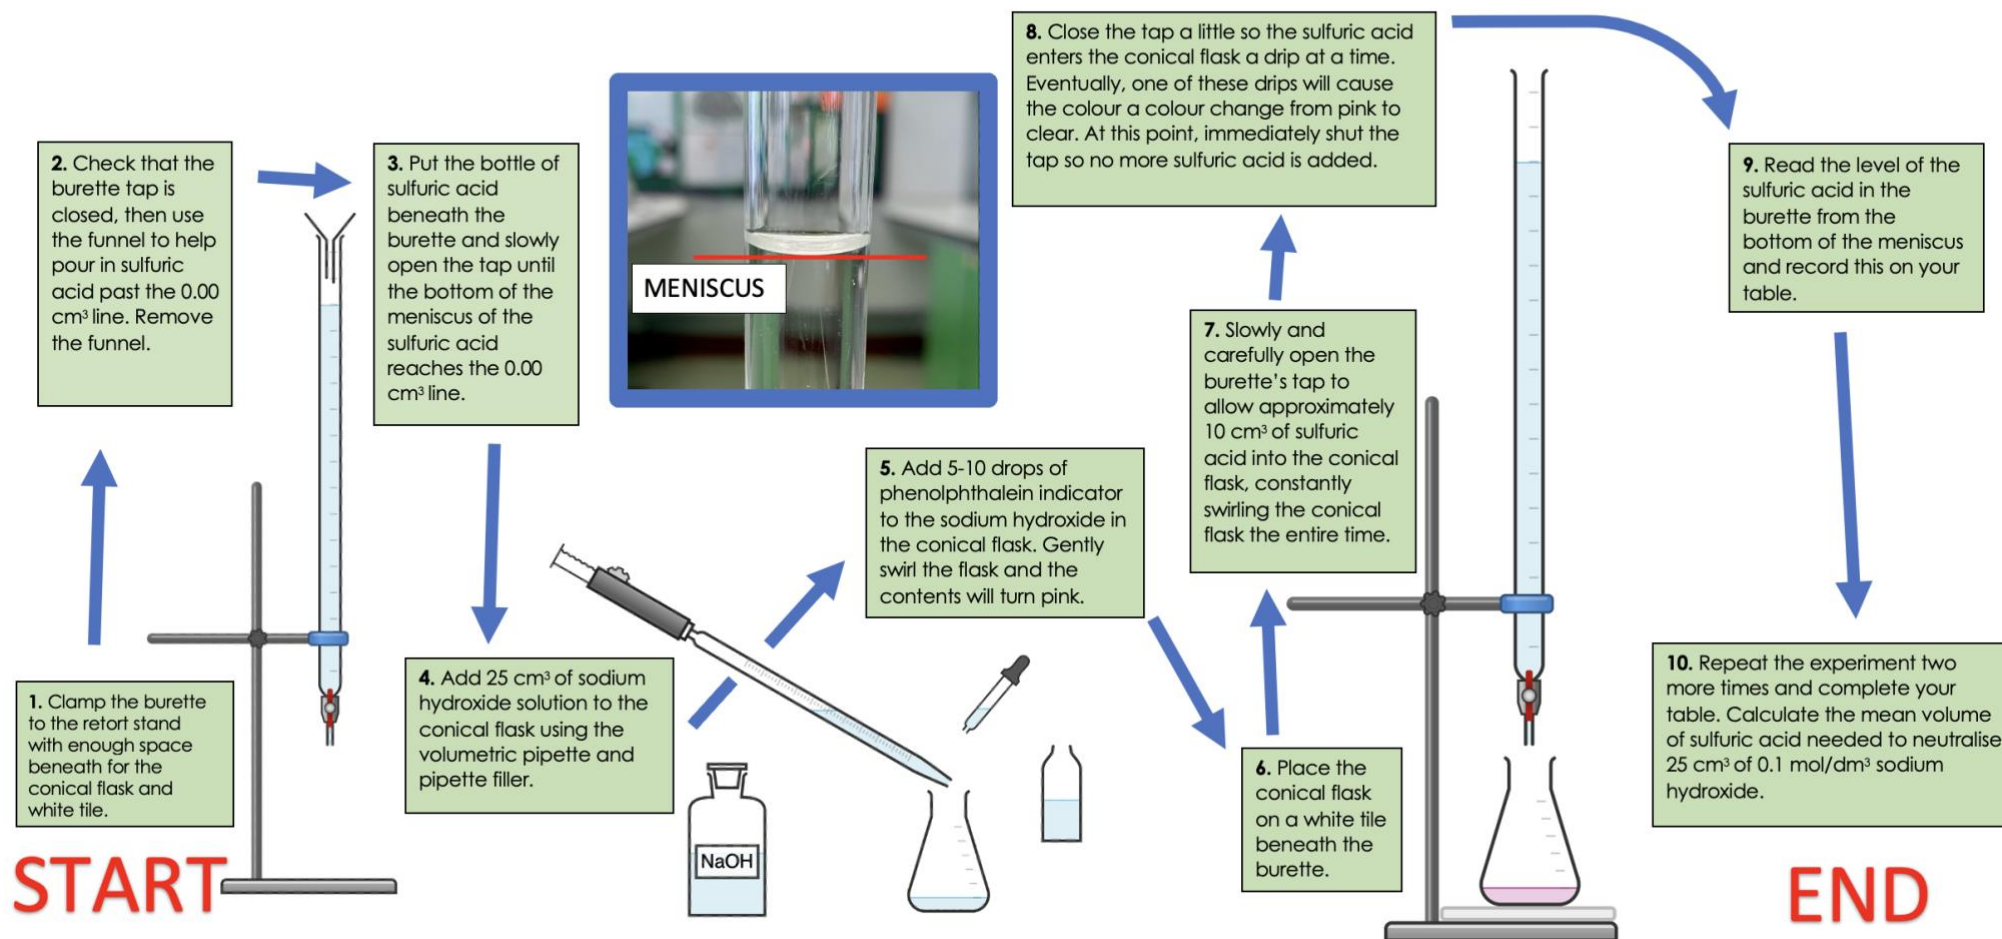 START
1. Clamp the burette
to the retort stand
with enough space
beneath for the
conical flask and
white tile.
2. Check that the
burette tap is
closed, then use
the funnel to help
pour in sulfuric
acid past the 0.00
cm³ line. Remove
the funnel.
3. Put the bottle of
sulfuric acid
beneath the
burette and slowly
open the tap until
the bottom of the
meniscus of the
sulfuric acid
reaches the 0.00
cm³ line.
MENISCUS
4. Add 25 cm³ of sodium
hydroxide solution to the
conical flask using the
volumetric pipette and
pipette filler.
NaOH
5. Add 5-10 drops of
phenolphthalein indicator
to the sodium hydroxide in
the conical flask. Gently
swirl the flask and the
contents will turn pink.
6. Place the
conical flask
on a white tile
beneath the
burette.
7. Slowly and
carefully open the
burette’s tap to
allow approximately
10 cm³ of sulfuric
acid into the conical
flask, constantly
swirling the conical
flask the entire time.
8. Close the tap a little so the sulfuric acid
enters the conical flask a drip at a time.
Eventually, one of these drips will cause
the colour a colour change from pink to
clear. At this point, immediately shut the
tap so no more sulfuric acid is added.
9. Read the level of the
sulfuric acid in the
burette from the
bottom of the meniscus
and record this on your
table.
10. Repeat the experiment two
more times and complete your
table. Calculate the mean volume
of sulfuric acid needed to neutralise
25 cm³ of 0.1 mol/dm³ sodium
hydroxide.
END